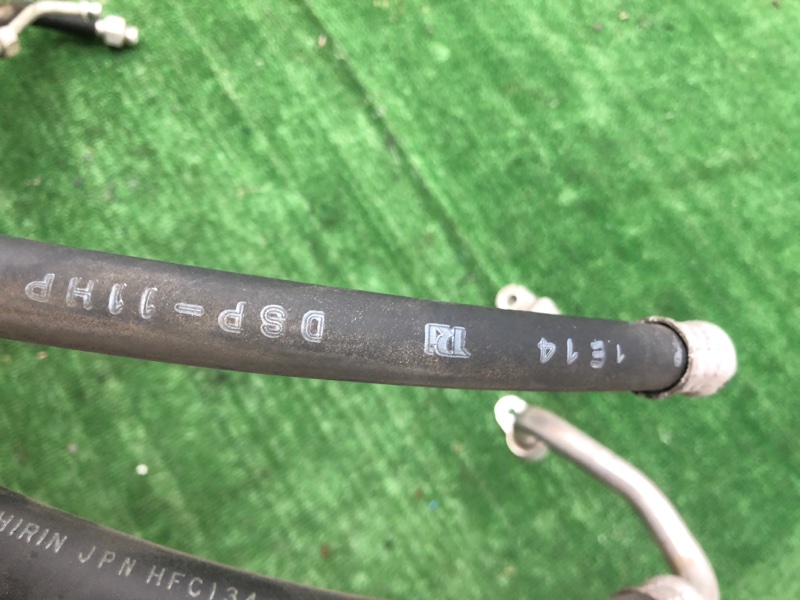 DSP-11HP
1E14
HIRIN JPN HFC134